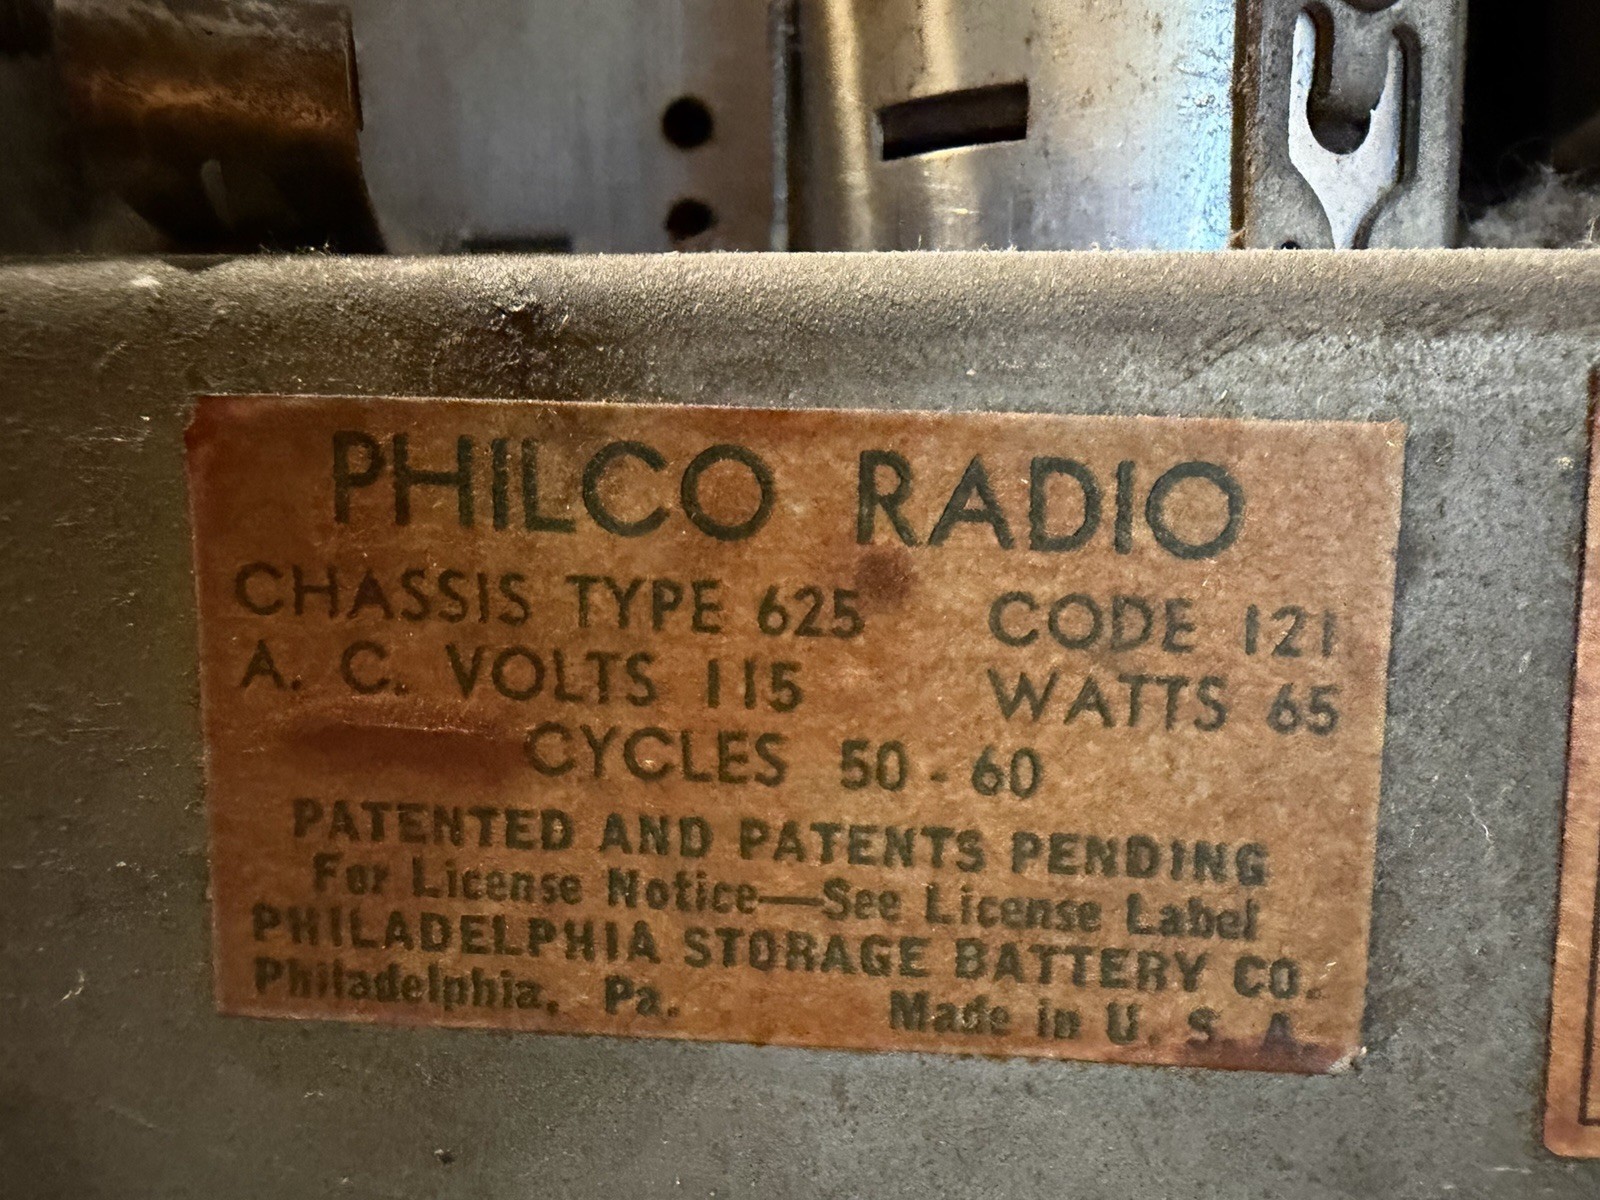 PHILCO RADIO
CHASSIS TYPE 625 CODE 121
A. C. VOLTS 115 WATTS 65
CYCLES 50 - 60
PATENTED AND PATENTS PENDING
For License Notice—See License Label
PHILADELPHIA STORAGE BATTERY CO.
Philadelphia, Pa. Made in U. S. A.